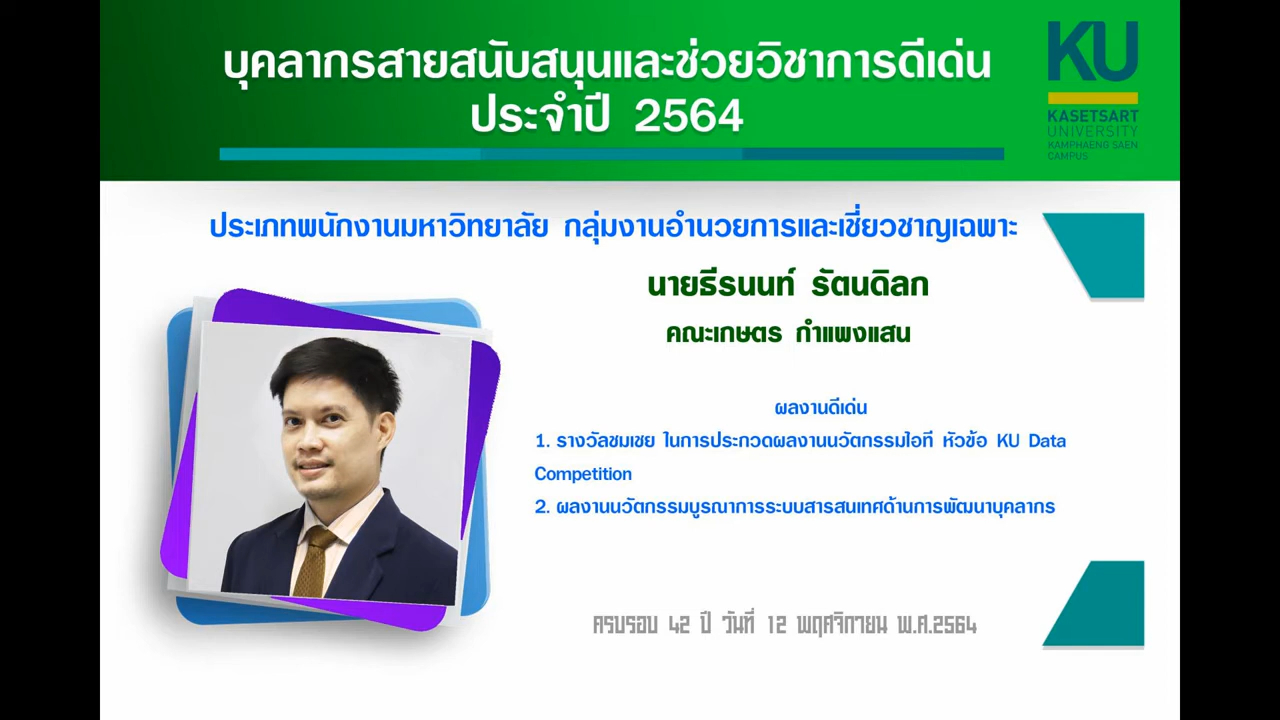 บุคลากรสายสนับสนุนและช่วยวิชาการดีเด่น
ประจำปี 2564
KU
KASETSART
UNIVERSITY
KAMPHAENG SAEN
CAMPUS
ประเภทพนักงานมหาวิทยาลัย กลุ่มงานอำนวยการและเชี่ยวชาญเฉพาะ
นายธีรนนท์ รัตนดิลก
คณะเกษตร กำแพงแสน
ผลงานดีเด่น
1. รางวัลชมเชย ในการประกวดผลงานนวัตกรรมไอที หัวข้อ KU Data
Competition
2. ผลงานนวัตกรรมบูรณาการระบบสารสนเทศด้านการพัฒนาบุคลากร
ครบรอบ 42 ปี วันที่ 12 พฤศจิกายน พ.ศ.2564